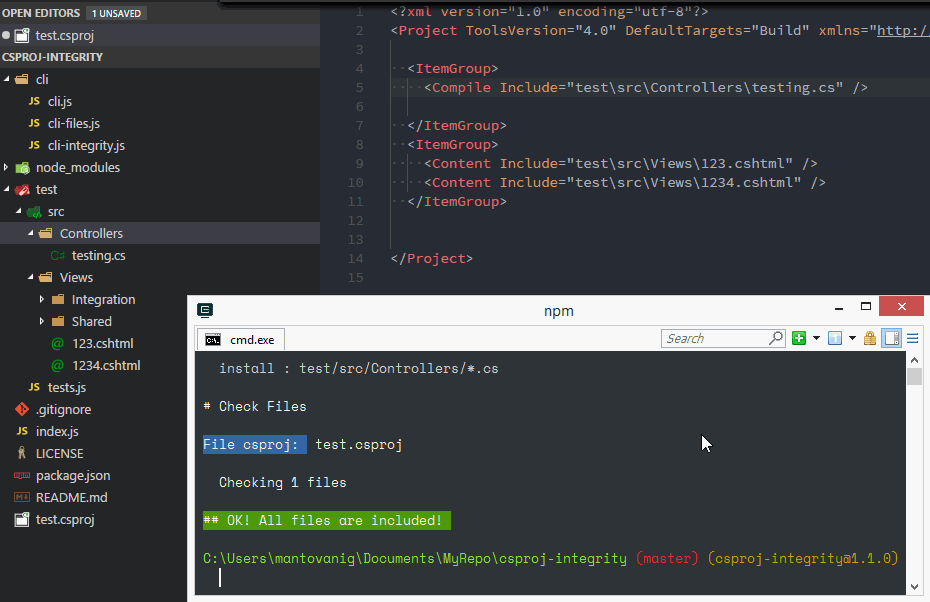 OPEN EDITORS 1 UNSAVED
test.csproj
CSPROJ-INTEGRITY
cli
JS cli.js
JS cli-files.js
JS cli-integrity.js
node_modules
test
src
Controllers
C# testing.cs
Views
Integration
Shared
@ 123.cshtml
@ 1234.cshtml
JS tests.js
.gitignore
JS index.js
LICENSE
package.json
README.md
test.csproj
1 <?xml version="1.0" encoding="utf-8"?>
2 <Project ToolsVersion="4.0" DefaultTargets="Build" xmlns="http:/
3
4 <ItemGroup>
5 <Compile Include="test\src\Controllers\testing.cs" />
6
7 </ItemGroup>
8 <ItemGroup>
9 <Content Include="test\src\Views\123.cshtml" />
10 <Content Include="test\src\Views\1234.cshtml" />
11 </ItemGroup>
12
13
14 </Project>
15
npm
cmd.exe
Search
install : test/src/Controllers/*.cs
# Check Files
File csproj: test.csproj
Checking 1 files
## OK! All files are included!
C:\Users\mantovanig\Documents\MyRepo\csproj-integrity (master) (csproj-integrity@1.1.0)